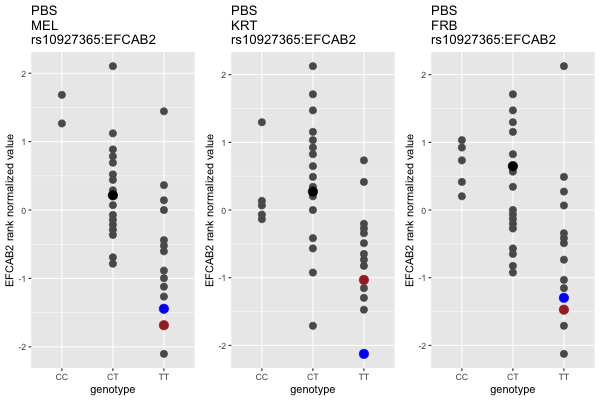 PBS
MEL
rs10927365:EFCAB2
EFCAB2 rank normalized value
2
1
0
-1
-2
CC CT TT
genotype
PBS
KRT
rs10927365:EFCAB2
EFCAB2 rank normalized value
2
1
0
-1
-2
CC CT TT
genotype
PBS
FRB
rs10927365:EFCAB2
EFCAB2 rank normalized value
2
1
0
-1
-2
CC CT TT
genotype